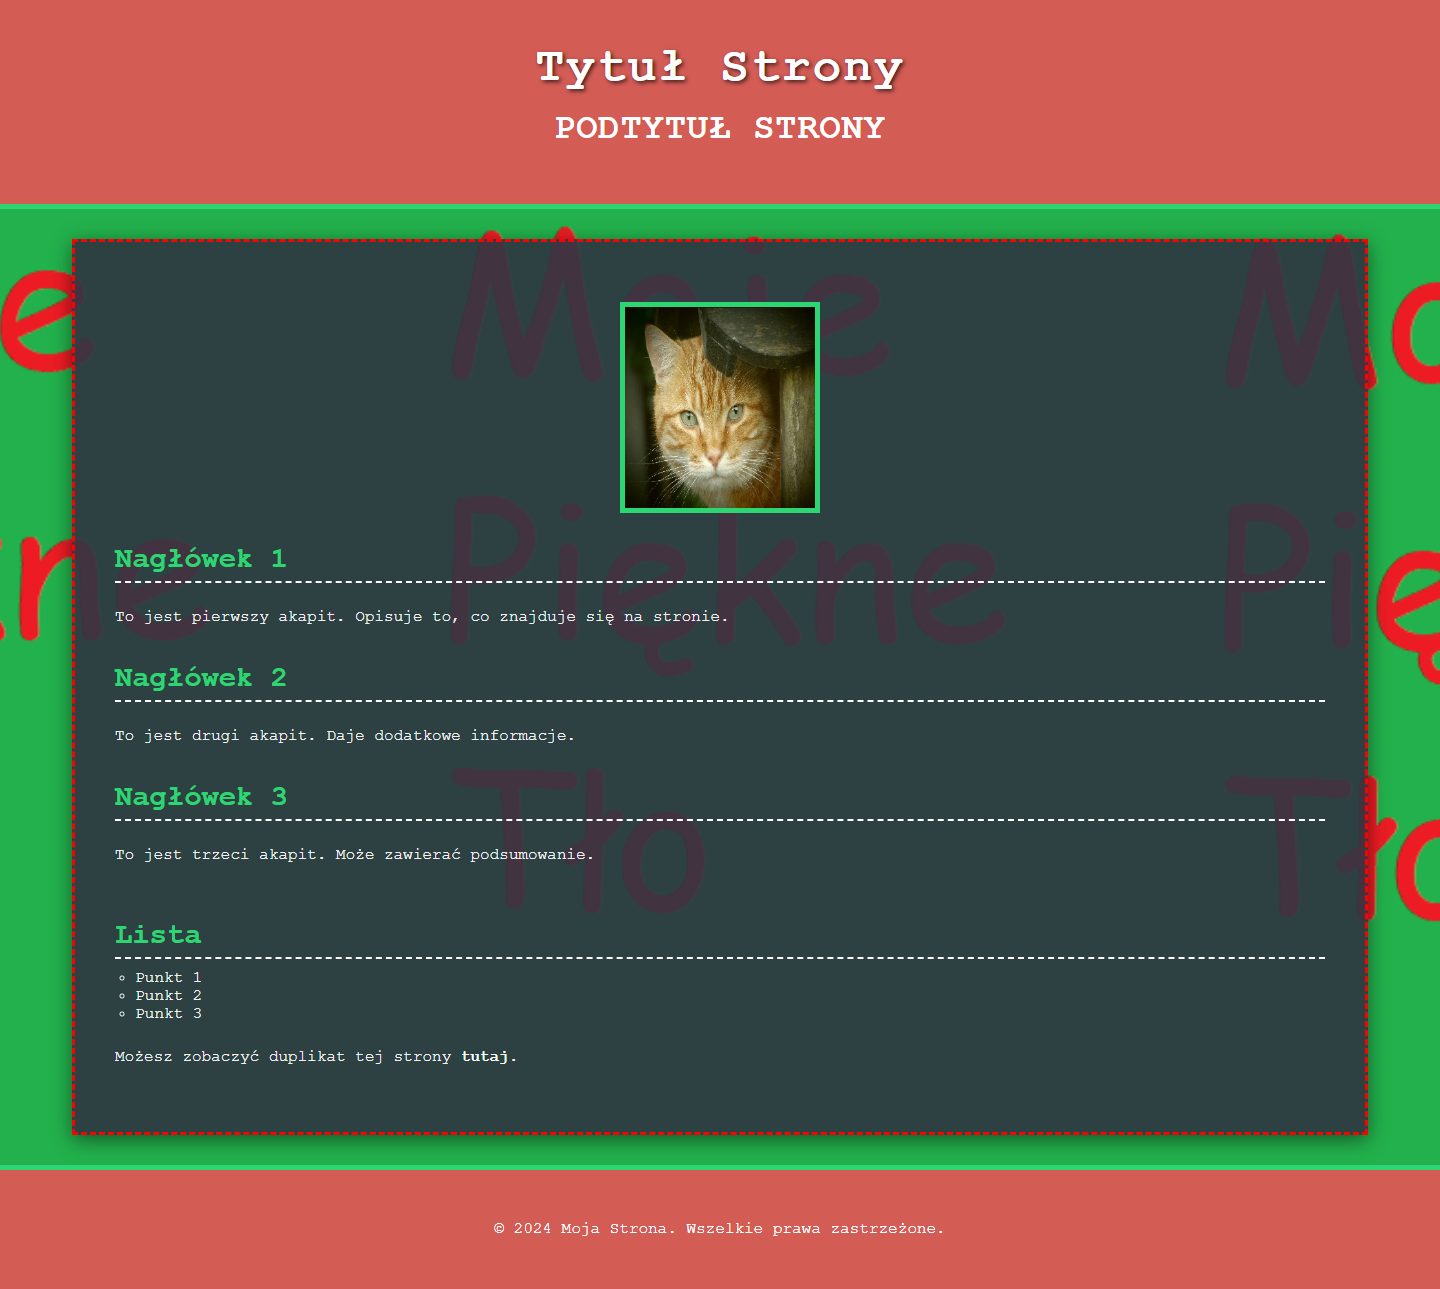 Tytuł Strony
PODTYTUŁ STRONY
Moje
Piękne
Tło
Nagłówek 1
To jest pierwszy akapit. Opisuje to, co znajduje się na stronie.
Nagłówek 2
To jest drugi akapit. Daje dodatkowe informacje.
Nagłówek 3
To jest trzeci akapit. Może zawierać podsumowanie.
Lista
Punkt 1
Punkt 2
Punkt 3
Możesz zobaczyć duplikat tej strony tutaj.
© 2024 Moja Strona. Wszelkie prawa zastrzeżone.